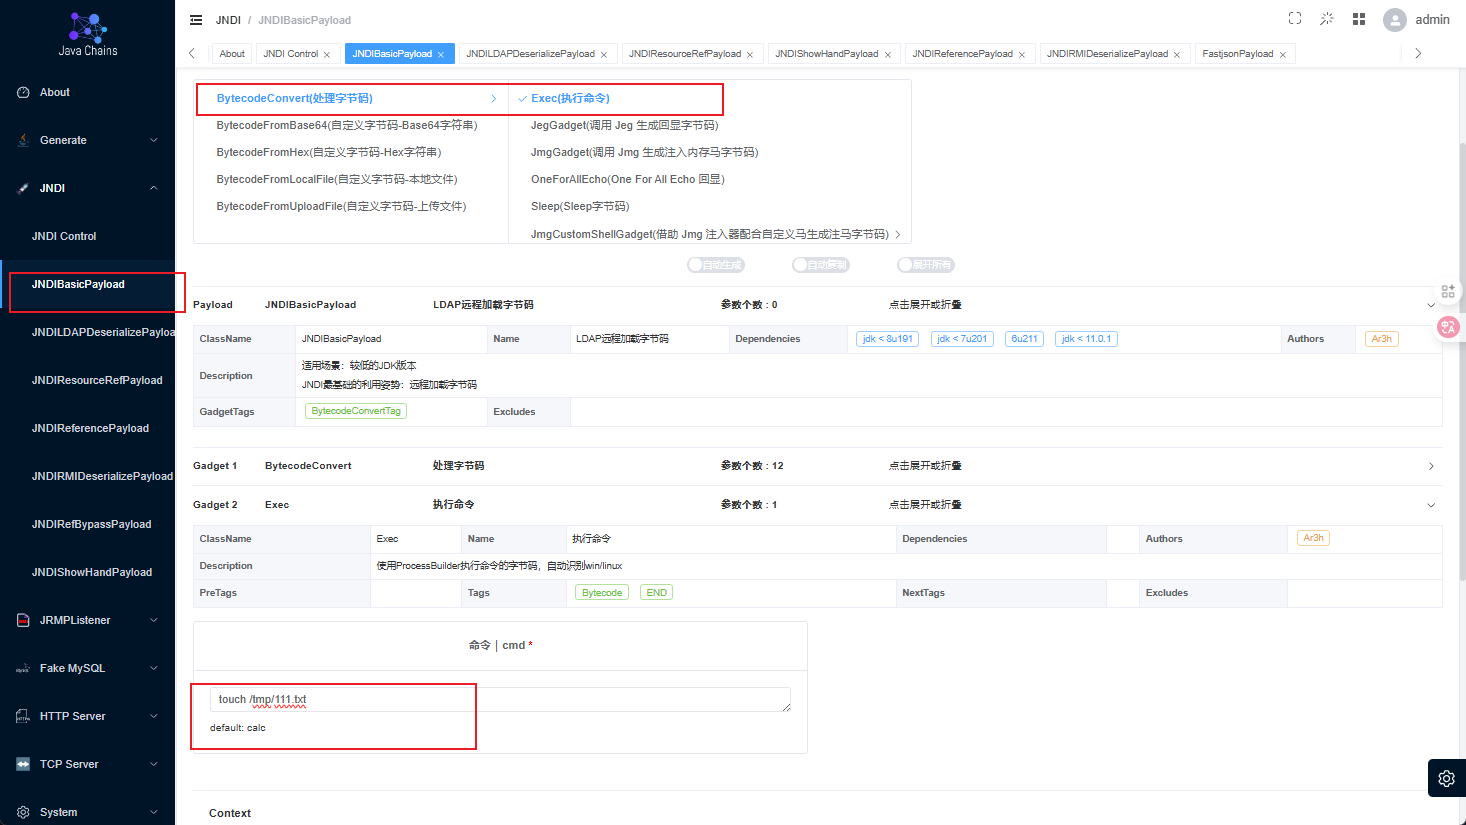 Java Chains
About
Generate
JNDI
JNDI Control
JNDIBasicPayload
JNDILDAPDeserializePayloa
JNDIResourceRefPayload
JNDIReferencePayload
JNDIRMIDeserializePayload
JNDIRefBypassPayload
JNDIShowHandPayload
JRMPListener
Fake MySQL
HTTP Server
TCP Server
System
JNDI / JNDIBasicPayload
admin
About JNDI Control JNDIBasicPayload JNDILDAPDeserializePayload JNDIResourceRefPayload JNDIShowHandPayload JNDIReferencePayload JNDIRMIDeserializePayload FastjsonPayload
BytecodeConvert(处理字节码)
BytecodeFromBase64(自定义字节码-Base64字符串)
BytecodeFromHex(自定义字节码-Hex字符串)
BytecodeFromLocalFile(自定义字节码-本地文件)
BytecodeFromUploadFile(自定义字节码-上传文件)
Exec(执行命令)
JegGadget(调用 Jeg 生成回显字节码)
JmgGadget(调用 Jmg 生成注入内存马字节码)
OneForAllEcho(One For All Echo 回显)
Sleep(Sleep字节码)
JmgCustomShellGadget(借助 Jmg 注入器配合自定义马生成注马字节码)
自动生成 自动复制 展开所有
Payload JNDIBasicPayload LDAP远程加载字节码 参数个数 : 0 点击展开或折叠
ClassName JNDIBasicPayload Name LDAP远程加载字节码 Dependencies jdk < 8u191 jdk < 7u201 6u211 jdk < 11.0.1 Authors Ar3h
Description 适用场景：较低的JDK版本
JNDI最基础的利用姿势：远程加载字节码
GadgetTags BytecodeConvertTag Excludes
Gadget 1 BytecodeConvert 处理字节码 参数个数 : 12 点击展开或折叠
Gadget 2 Exec 执行命令 参数个数 : 1 点击展开或折叠
ClassName Exec Name 执行命令 Dependencies Authors Ar3h
Description 使用ProcessBuilder执行命令的字节码，自动识别win/linux
PreTags Tags Bytecode END NextTags Excludes
命令 | cmd *
touch /tmp/111.txt
default: calc
Context